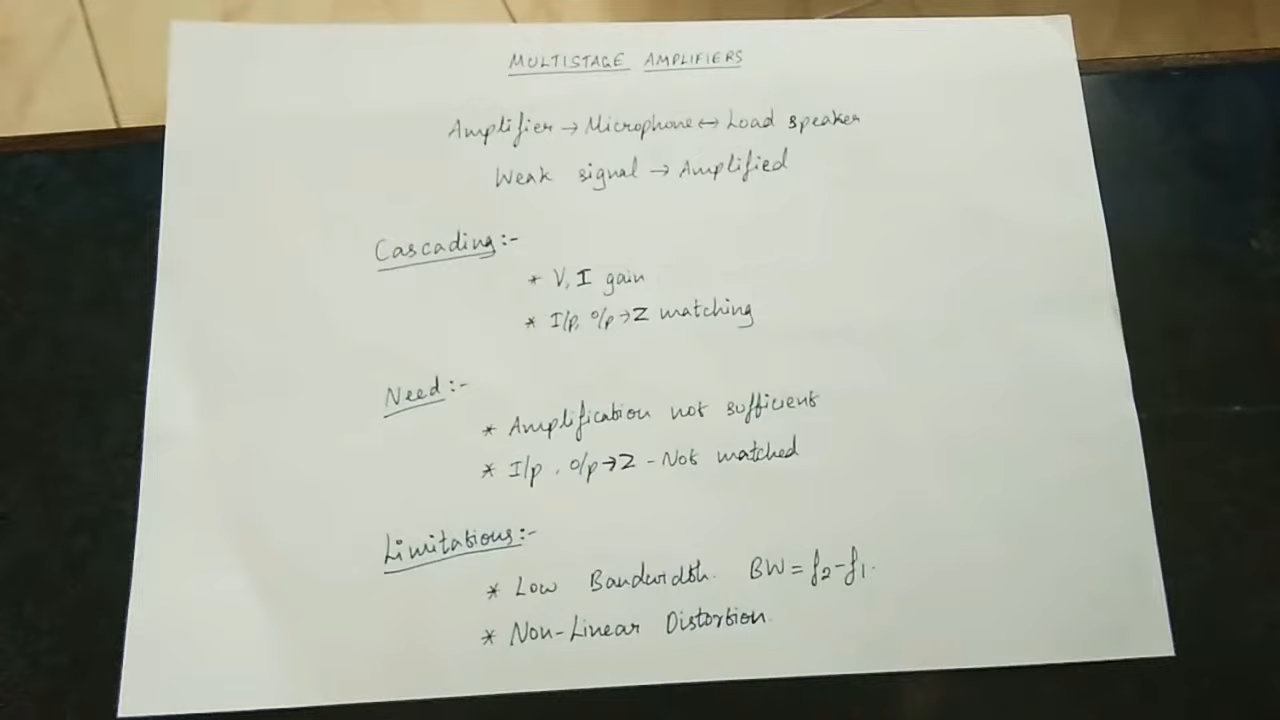 MULTISTAGE AMPLIFIERS
Amplifier → Microphone ↔ Load speaker
Weak signal → Amplified
Cascading:-
* V, I gain
* I/p, o/p → Z matching
Need:-
* Amplification not sufficient
* I/p, o/p → Z - Not matched
Limitations:-
* Low Bandwidth. BW = f2 - f1.
* Non-Linear Distortion.